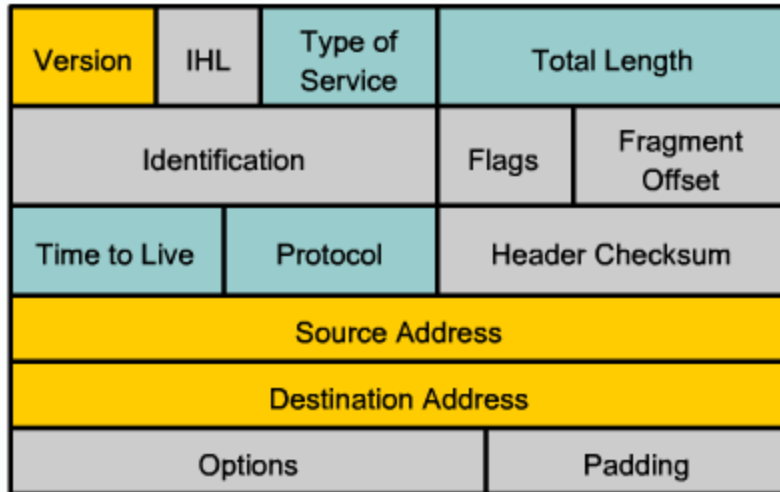 Version IHL Type of Service Total Length
Identification Flags Fragment Offset
Time to Live Protocol Header Checksum
Source Address
Destination Address
Options Padding